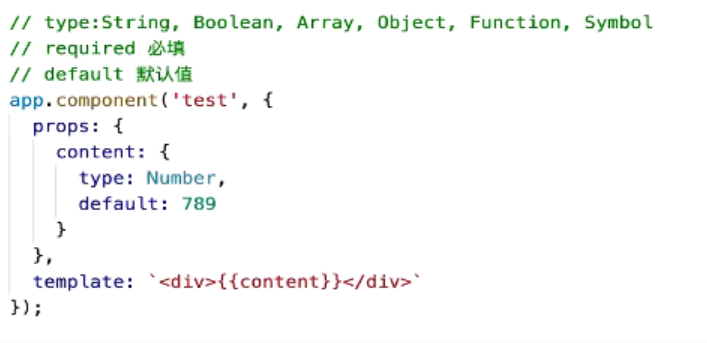 // type:String, Boolean, Array, Object, Function, Symbol
// required 必填
// default 默认值
app.component('test', {
  props: {
    content: {
      type: Number,
      default: 789
    }
  },
  template: `<div>{{content}}</div>`
});